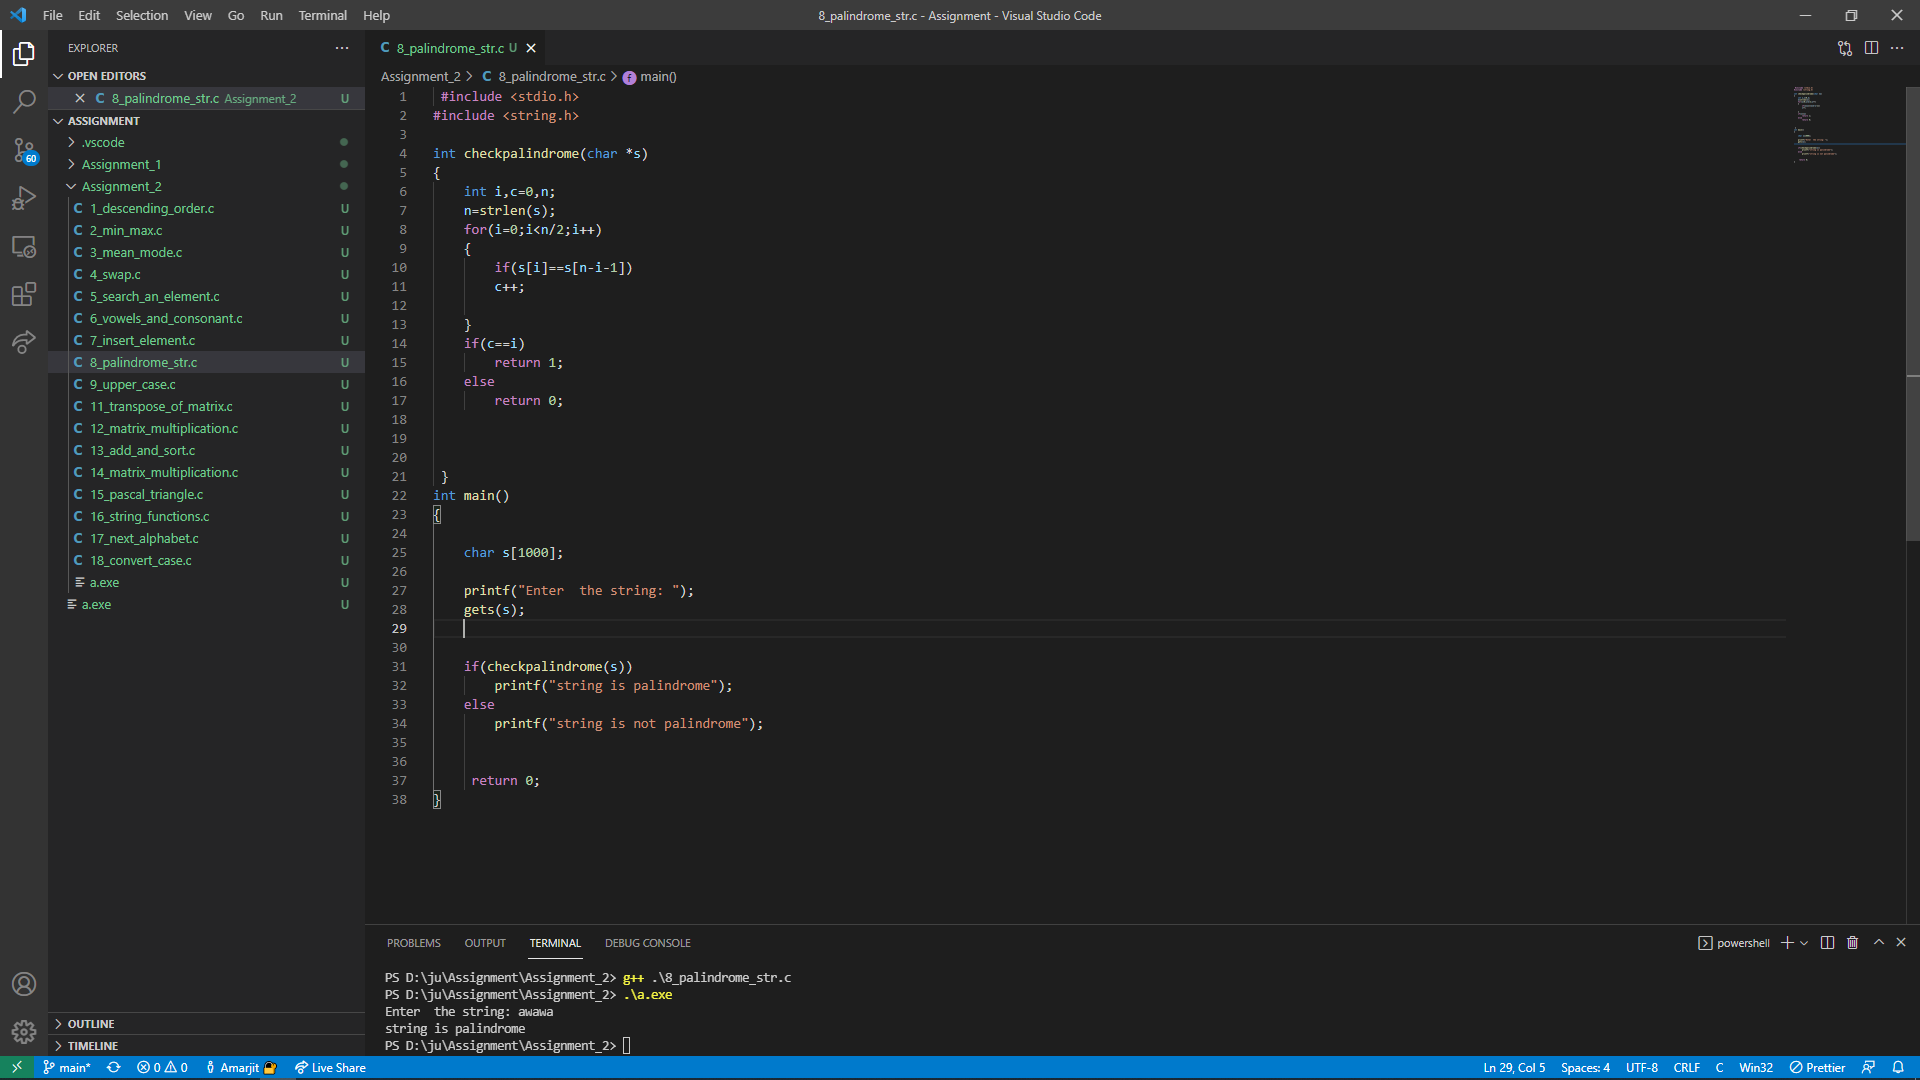 File Edit Selection View Go Run Terminal Help
8_palindrome_str.c - Assignment - Visual Studio Code
EXPLORER
OPEN EDITORS
8_palindrome_str.c Assignment_2 U
ASSIGNMENT
.vscode
Assignment_1
Assignment_2
C 1_descending_order.c U
C 2_min_max.c U
C 3_mean_mode.c U
C 4_swap.c U
C 5_search_an_element.c U
C 6_vowels_and_consonant.c U
C 7_insert_element.c U
C 8_palindrome_str.c U
C 9_upper_case.c U
C 11_transpose_of_matrix.c U
C 12_matrix_multiplication.c U
C 13_add_and_sort.c U
C 14_matrix_multiplication.c U
C 15_pascal_triangle.c U
C 16_string_functions.c U
C 17_next_alphabet.c U
C 18_convert_case.c U
a.exe U
a.exe U
OUTLINE
TIMELINE
60
C 8_palindrome_str.c U
Assignment_2 > C 8_palindrome_str.c > main()
1 #include <stdio.h>
2 #include <string.h>
3
4 int checkpalindrome(char *s)
5 {
6 int i,c=0,n;
7 n=strlen(s);
8 for(i=0;i<n/2;i++)
9 {
10 if(s[i]==s[n-i-1])
11 c++;
12
13 }
14 if(c==i)
15 return 1;
16 else
17 return 0;
18
19
20
21 }
22 int main()
23 {
24
25 char s[1000];
26
27 printf("Enter  the string: ");
28 gets(s);
29
30
31 if(checkpalindrome(s))
32 printf("string is palindrome");
33 else
34 printf("string is not palindrome");
35
36
37 return 0;
38 }
PROBLEMS OUTPUT TERMINAL DEBUG CONSOLE
powershell
PS D:\ju\Assignment\Assignment_2> g++ .\8_palindrome_str.c
PS D:\ju\Assignment\Assignment_2> .\a.exe
Enter  the string: awawa
string is palindrome
PS D:\ju\Assignment\Assignment_2>
main* 0 0 Amarjit Live Share
Ln 29, Col 5 Spaces: 4 UTF-8 CRLF C Win32 Prettier